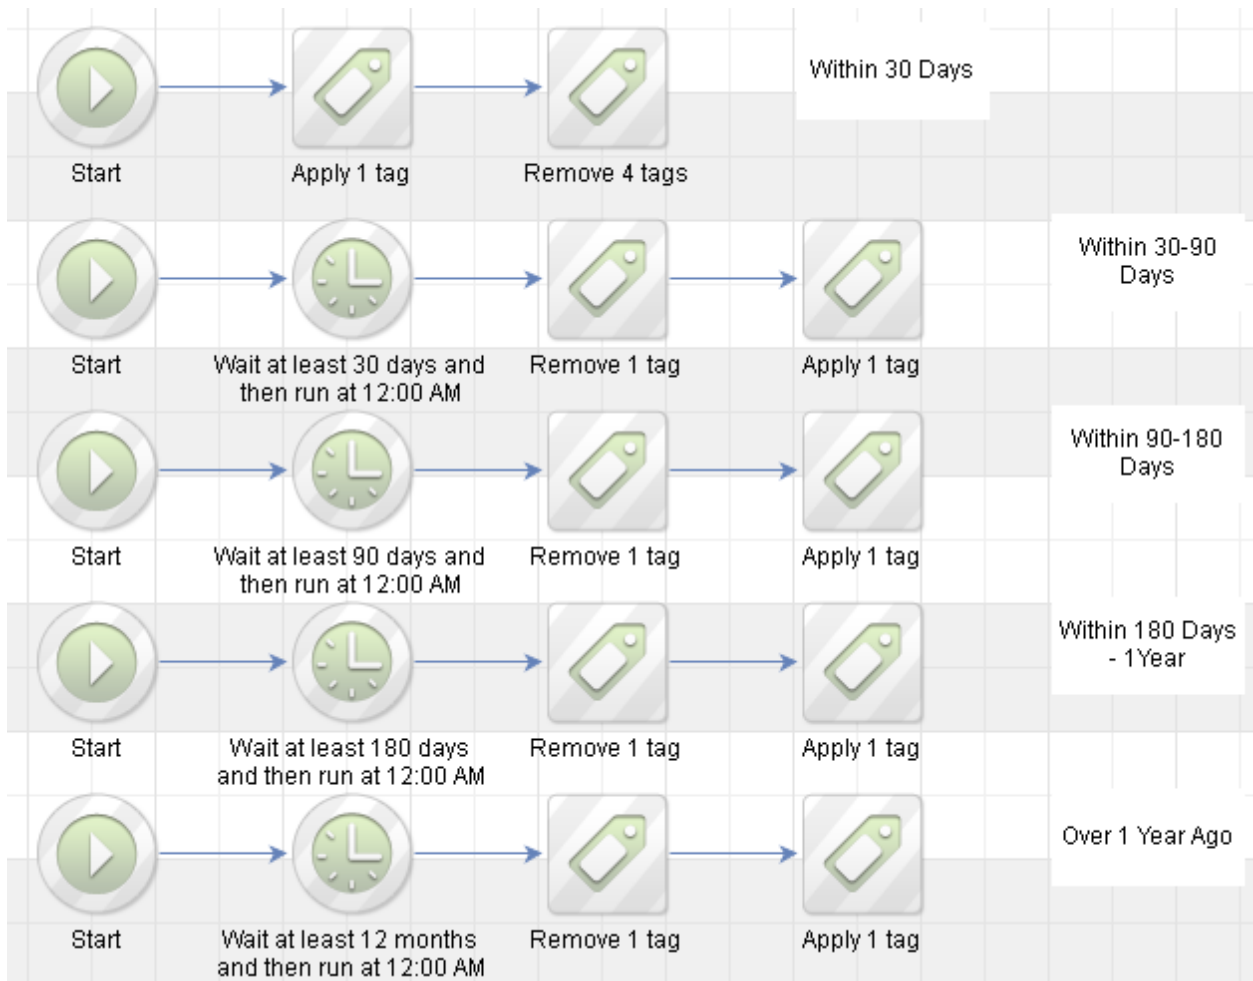 Within 30 Days
Start
Apply 1 tag
Remove 4 tags
Within 30-90
Days
Start
Wait at least 30 days and
then run at 12:00 AM
Remove 1 tag
Apply 1 tag
Within 90-180
Days
Start
Wait at least 90 days and
then run at 12:00 AM
Remove 1 tag
Apply 1 tag
Within 180 Days
- 1Year
Start
Wait at least 180 days
and then run at 12:00 AM
Remove 1 tag
Apply 1 tag
Over 1 Year Ago
Start
Wait at least 12 months
and then run at 12:00 AM
Remove 1 tag
Apply 1 tag